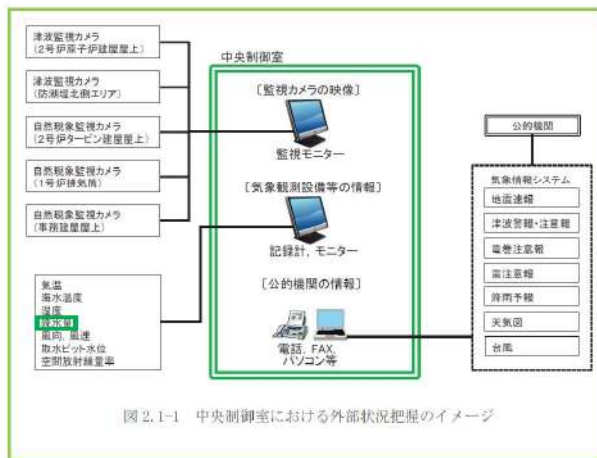 津波監視カメラ
(2号炉原子炉建屋屋上)
津波監視カメラ
(防潮堤北側エリア)
自然現象監視カメラ
(2号炉タービン建屋屋上)
自然現象監視カメラ
(1号炉排気筒)
自然現象監視カメラ
(事務建屋屋上)
気温
海水温度
湿度
降水量
風向,風速
取水ピット水位
空間放射線量率
中央制御室
〔監視カメラの映像〕
監視モニター
〔気象観測設備等の情報〕
記録計,モニター
〔公的機関の情報〕
電話,FAX,
パソコン等
公的機関
気象情報システム
地震速報
津波警報・注意報
竜巻注意報
雷注意報
降雨予報
天気図
台風
図 2.1-1 中央制御室における外部状況把握のイメージ